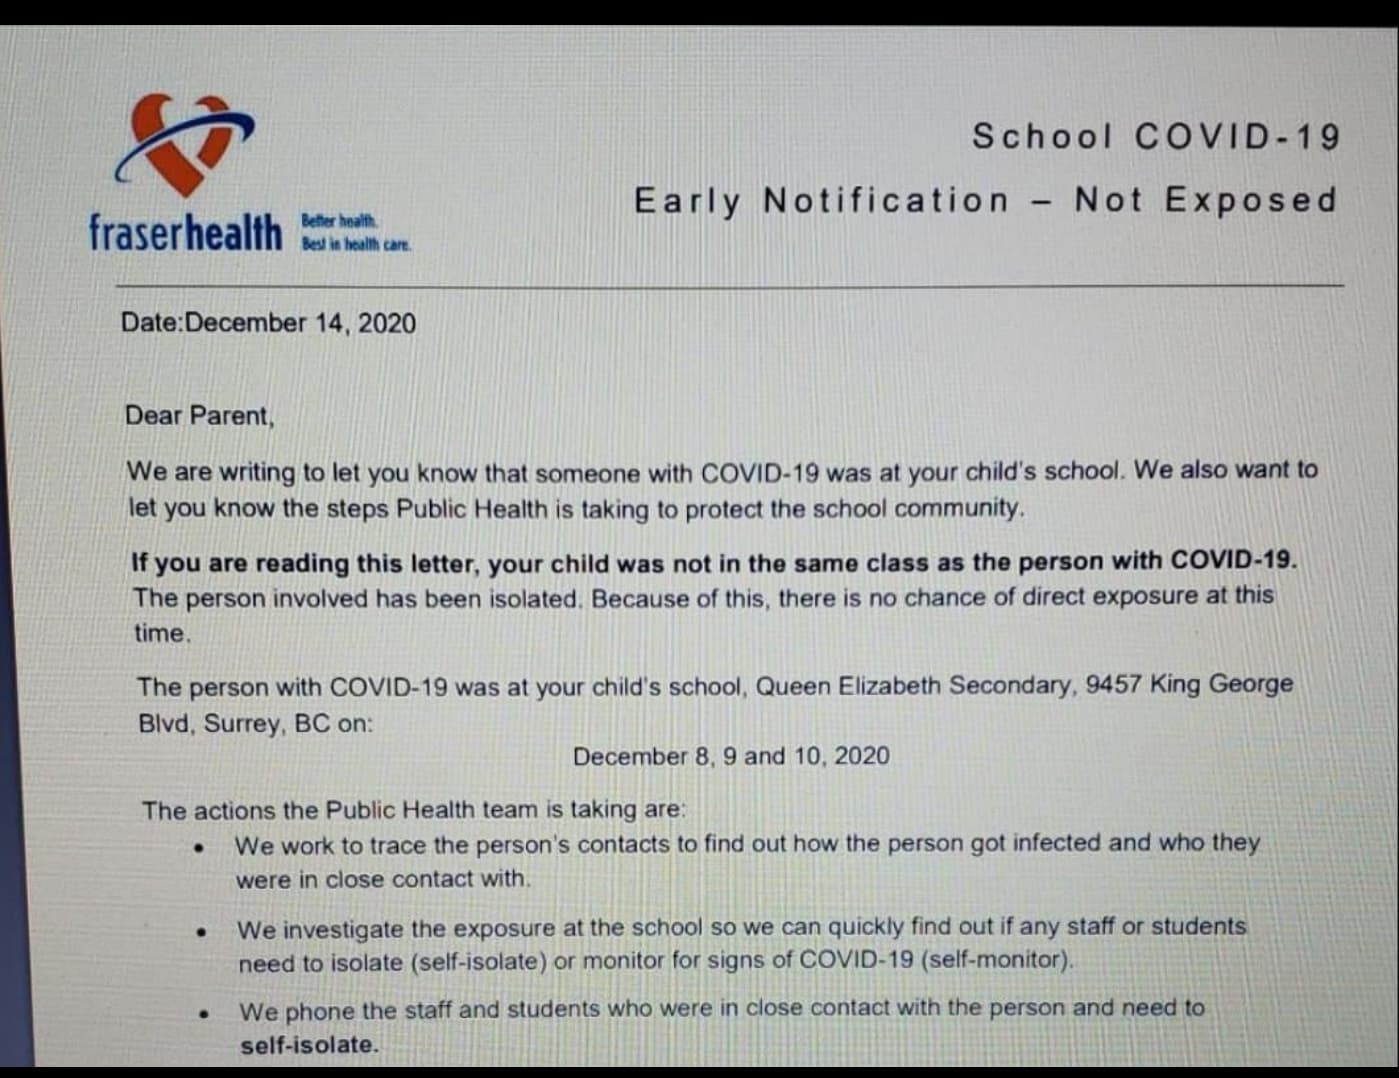 School COVID-19
Early Notification – Not Exposed
fraserhealth
Better health.
Best in health care.
Date:December 14, 2020
Dear Parent,
We are writing to let you know that someone with COVID-19 was at your child's school. We also want to
let you know the steps Public Health is taking to protect the school community.
If you are reading this letter, your child was not in the same class as the person with COVID-19.
The person involved has been isolated. Because of this, there is no chance of direct exposure at this
time.
The person with COVID-19 was at your child's school, Queen Elizabeth Secondary, 9457 King George
Blvd, Surrey, BC on:
December 8, 9 and 10, 2020
The actions the Public Health team is taking are:
• We work to trace the person's contacts to find out how the person got infected and who they
were in close contact with.
• We investigate the exposure at the school so we can quickly find out if any staff or students
need to isolate (self-isolate) or monitor for signs of COVID-19 (self-monitor).
• We phone the staff and students who were in close contact with the person and need to
self-isolate.